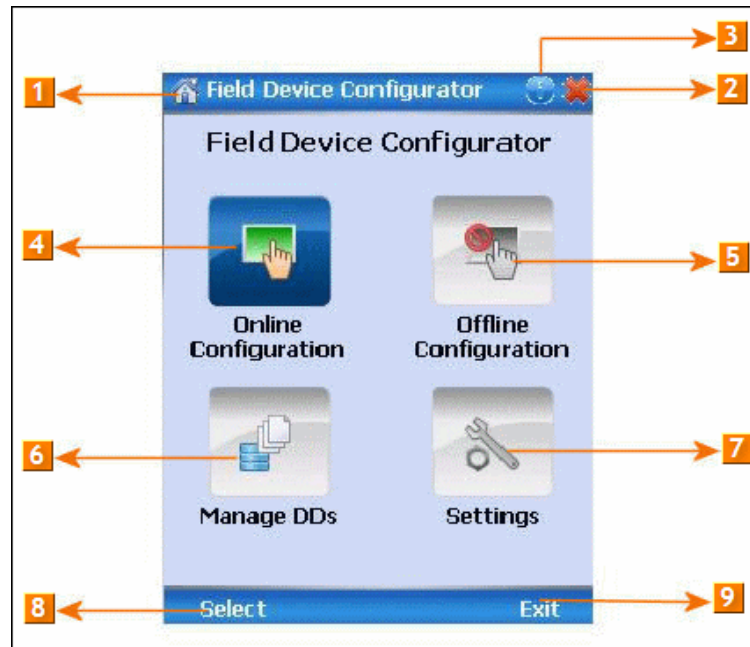 3
1
Field Device Configurator
2
Field Device Configurator
4
5
Online
Configuration
Offline
Configuration
6
7
Manage DDs
Settings
8
Select
Exit
9